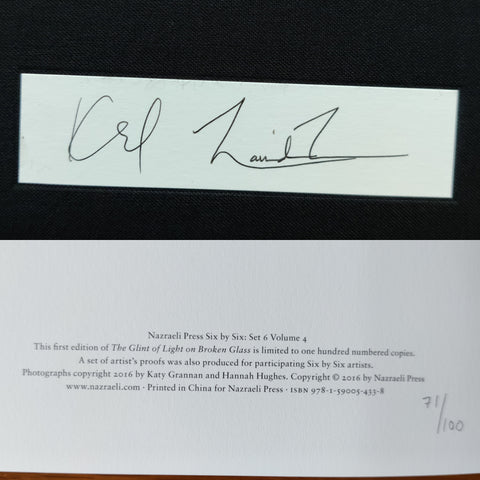 Nazraeli Press Six by Six: Set 6 Volume 4
This first edition of The Glint of Light on Broken Glass is limited to one hundred numbered copies.
A set of artist's proofs was also produced for participating Six by Six artists.
Photographs copyright 2016 by Katy Grannan and Hannah Hughes. Copyright © 2016 by Nazraeli Press
www.nazraeli.com · Printed in China for Nazraeli Press · ISBN 978-1-59005-433-8
71/100